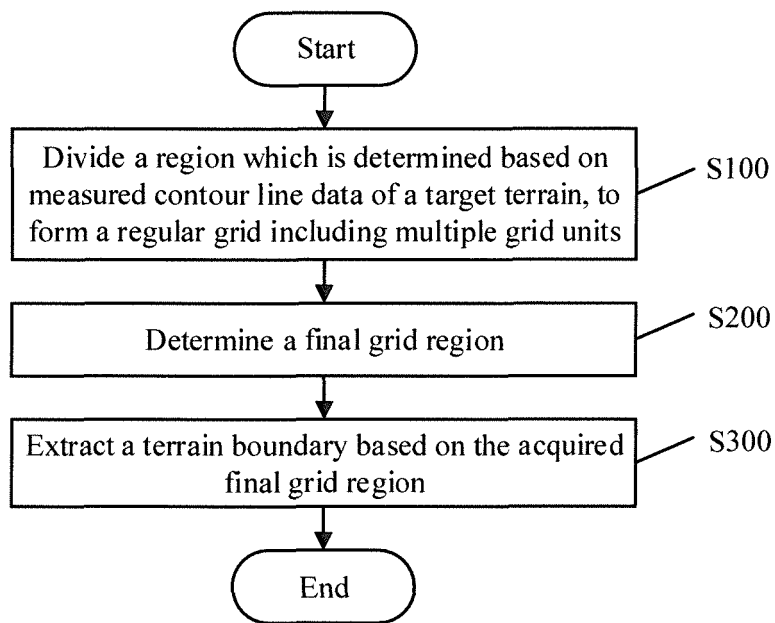 Start
Divide a region which is determined based on
measured contour line data of a target terrain, to
form a regular grid including multiple grid units
S100
Determine a final grid region
S200
Extract a terrain boundary based on the acquired
final grid region
S300
End